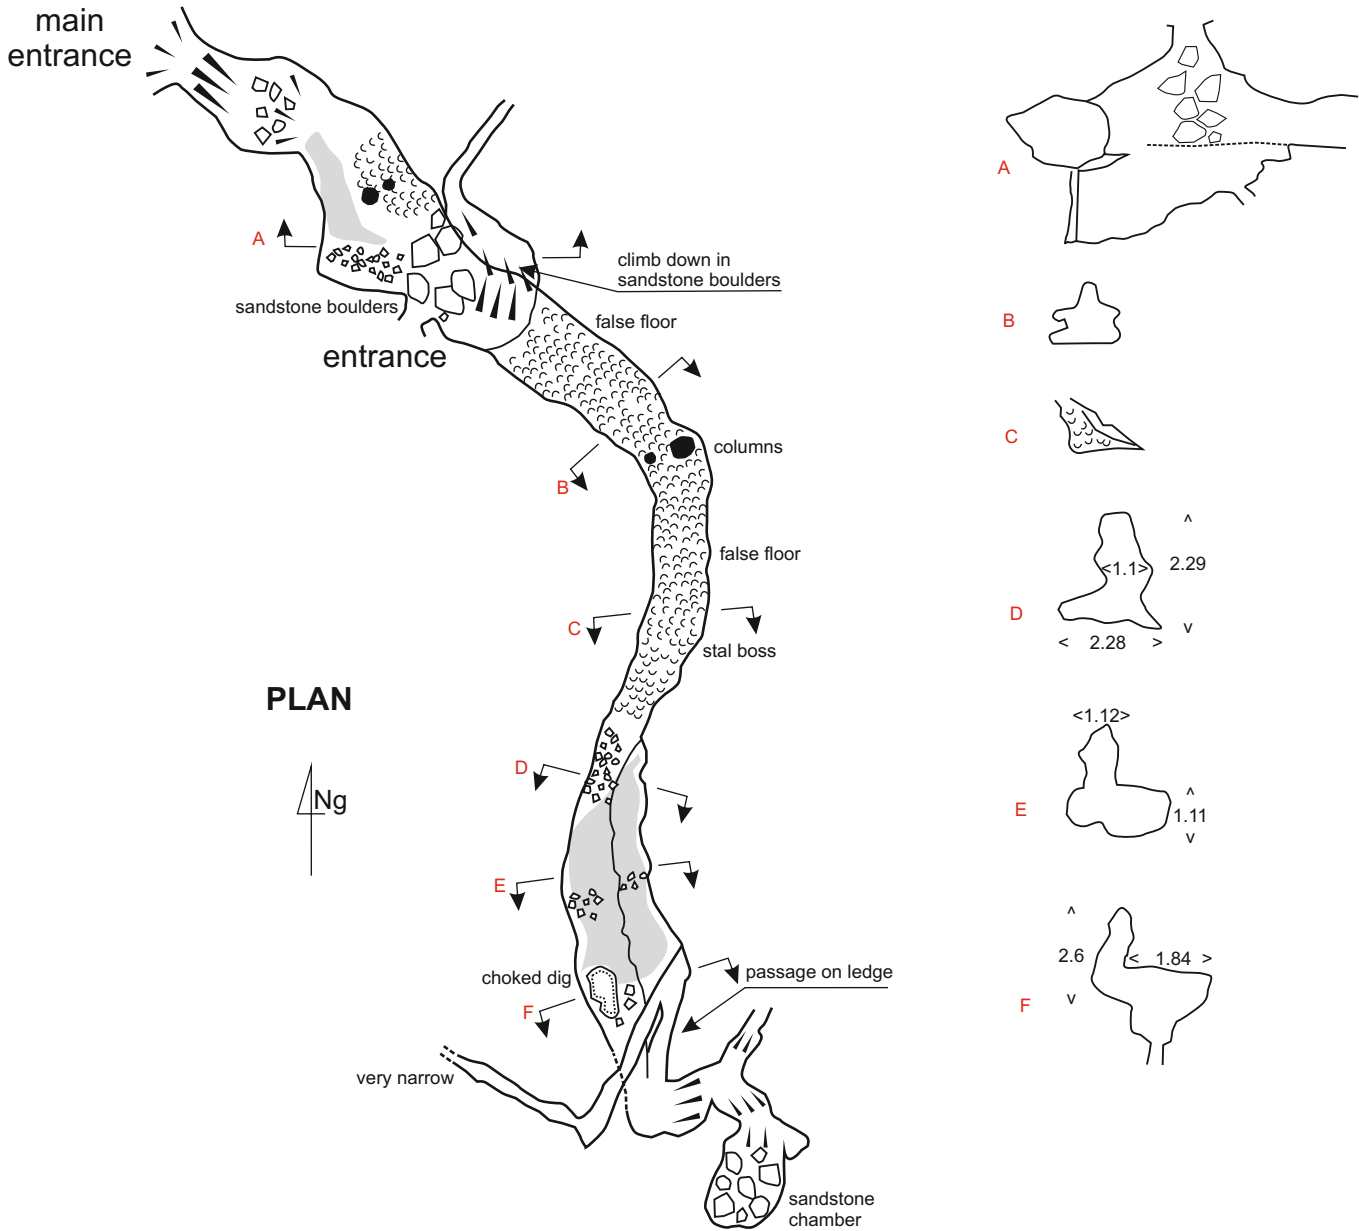 main
entrance
A
sandstone boulders
entrance
climb down in
sandstone boulders
false floor
B
columns
false floor
C
stal boss
PLAN
Ng
D
E
choked dig
F
passage on ledge
very narrow
sandstone
chamber
A
B
C
D
<1.1>
^
2.29
v
< 2.28 >
E
<1.12>
^
1.11
v
F
^
2.6
v
< 1.84 >